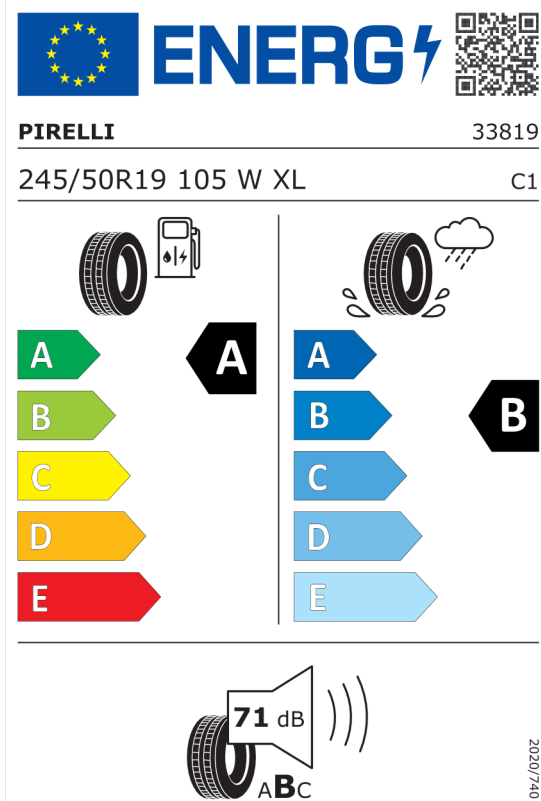 ENERG
PIRELLI 33819
245/50R19 105 W XL C1
A A
B
C
D
E
A
B B
C
D
E
71 dB
ABC
2020/740